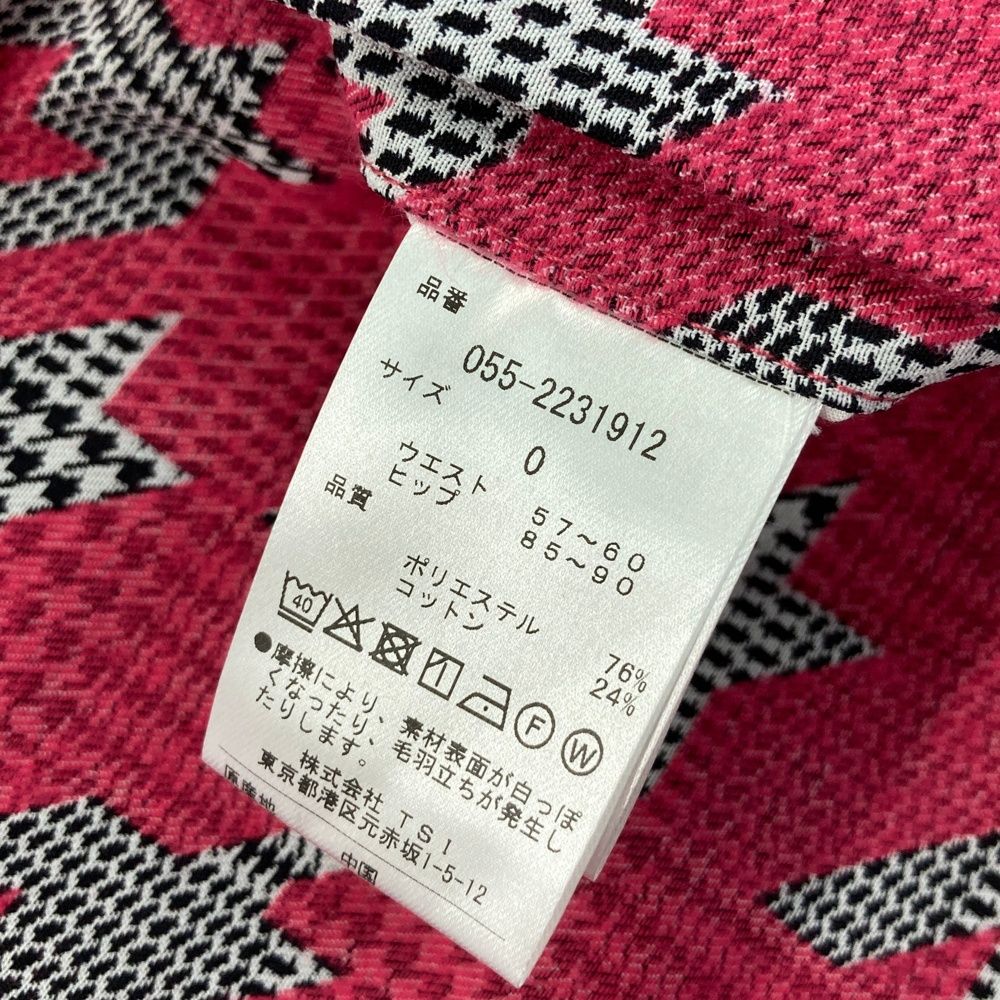 品番
055-2231912
サイズ
0
ウエスト 57～60
ヒップ 85～90
品質
ポリエステル 76%
コットン 24%
40
F W
●摩擦により、素材表面が白っぽ
くなったり、毛羽立ちが発生し
たりします。
株式会社 TSI
東京都港区元赤坂1-5-12
原産地 中国